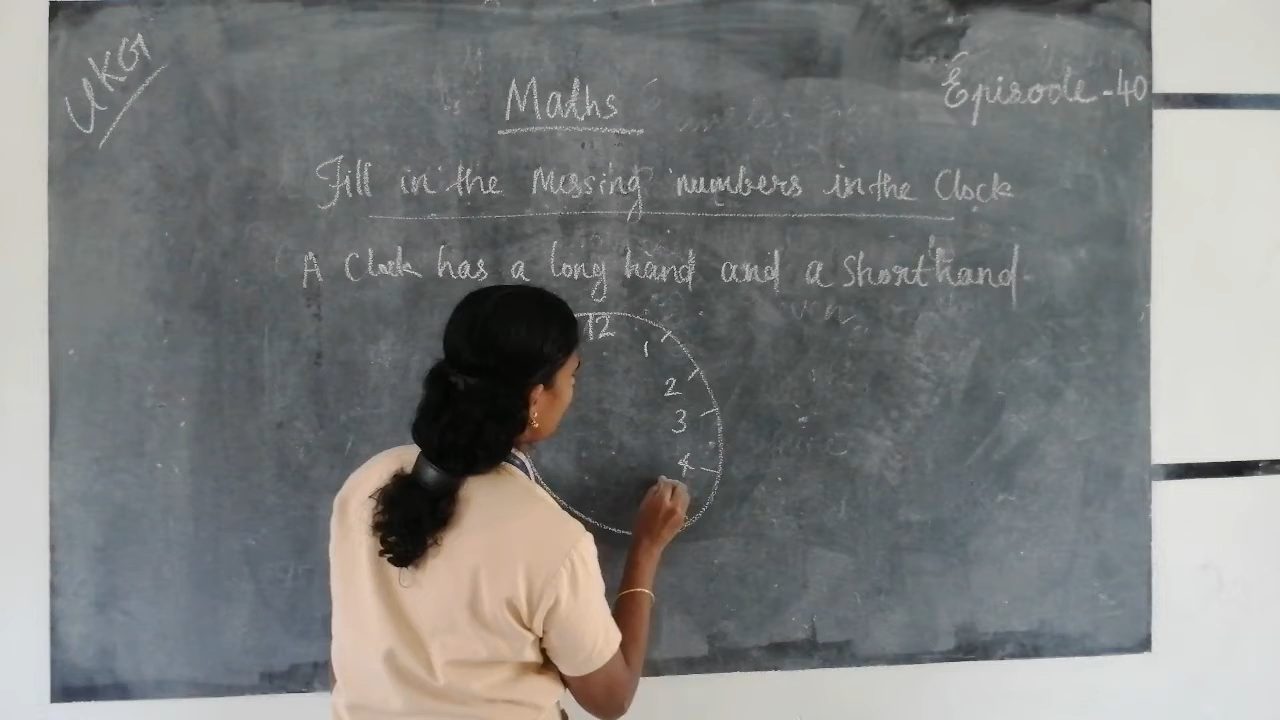 UKG
Episode-40
Maths
Fill in the Missing numbers in the Clock
A Clock has a long hand and a Short hand.
12
1
2
3
4